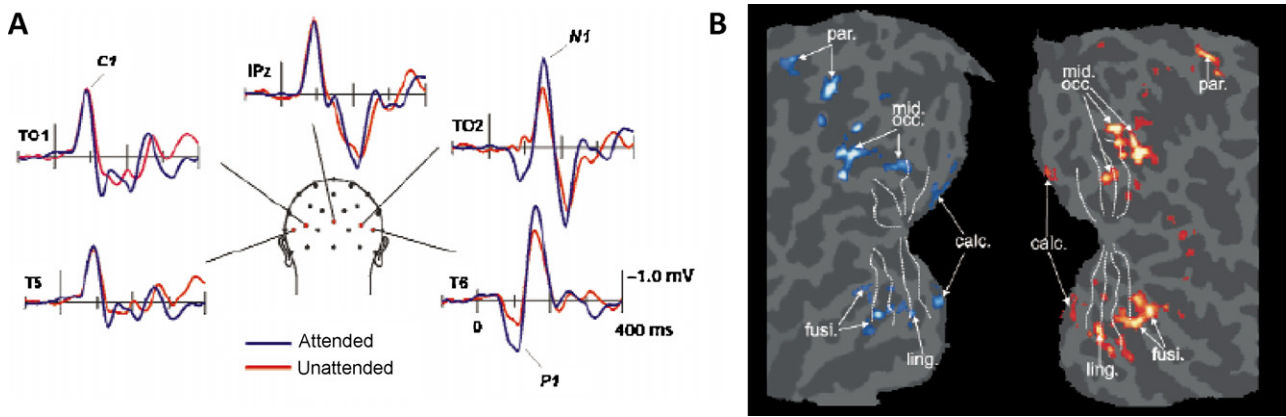 A
C1
N1
IPz
TO1
TO2
T5
T6
−1.0 mV
0
400 ms
P1
Attended
Unattended
B
par.
mid.
occ.
calc.
fusi.
ling.
mid.
occ.
par.
calc.
ling.
fusi.